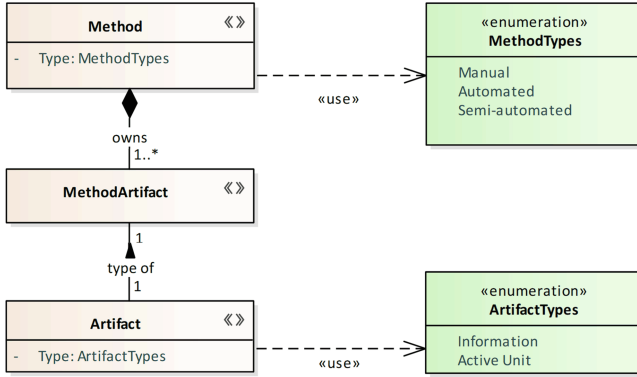 Method
- Type: MethodTypes
«enumeration»
MethodTypes
Manual
Automated
Semi-automated
«use»
owns
1..*
MethodArtifact
1
type of
1
Artifact
- Type: ArtifactTypes
«enumeration»
ArtifactTypes
Information
Active Unit
«use»